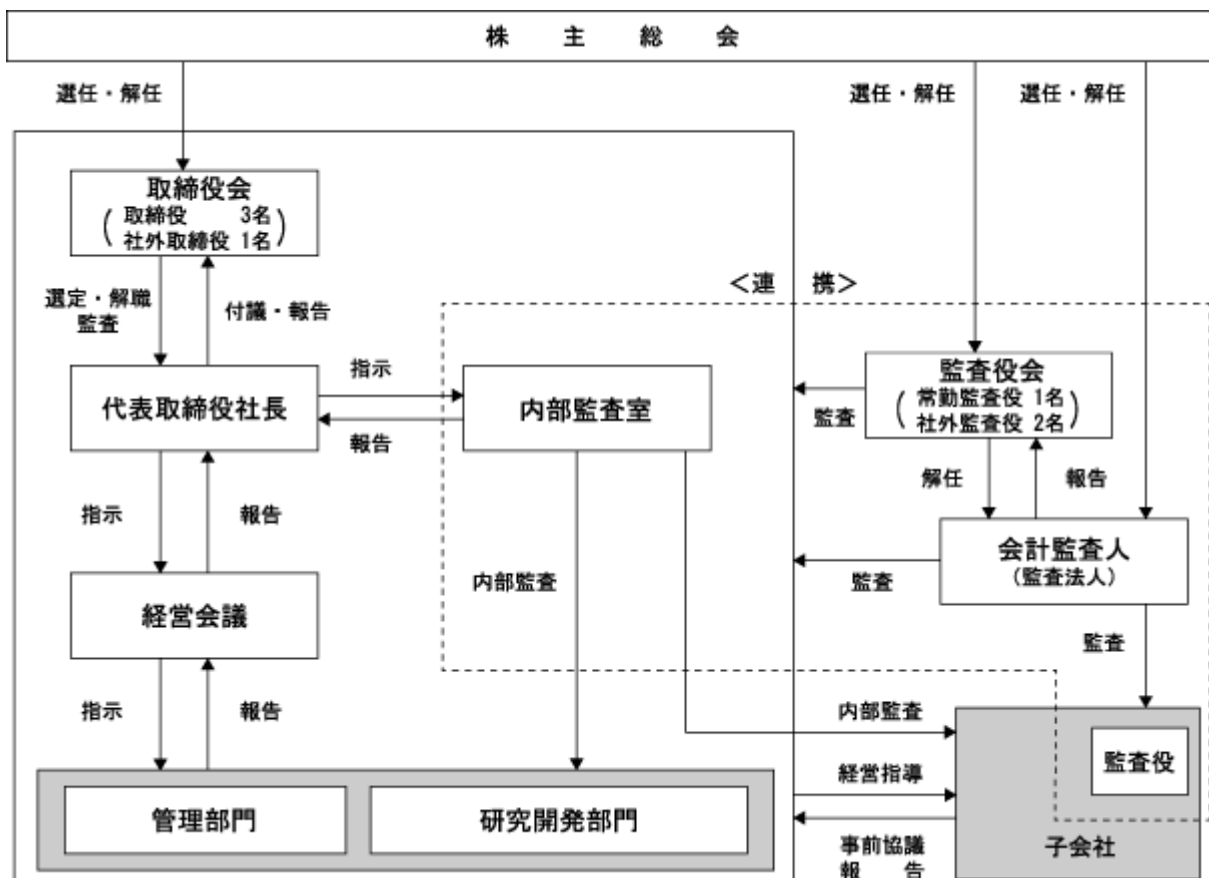 株主総会
選任・解任
選任・解任
選任・解任
取締役会
取締役 3名
社外取締役 1名
<連携>
選定・解職
監査
付議・報告
代表取締役社長
指示
報告
内部監査室
監査役会
常勤監査役 1名
社外監査役 2名
監査
解任
報告
指示
報告
会計監査人
(監査法人)
監査
内部監査
経営会議
監査
指示
報告
内部監査
監査役
経営指導
管理部門
研究開発部門
子会社
事前協議
報告